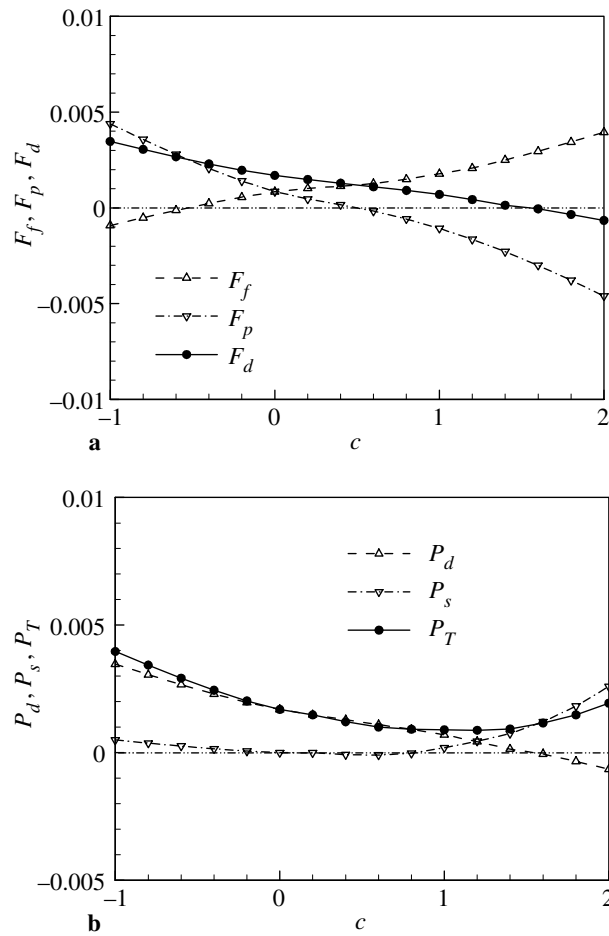 0.01
0.005
0
−0.005
−0.01
F_f, F_p, F_d
F_f
F_p
F_d
−1 0 1 2
c
a
0.01
0.005
0
−0.005
P_d, P_s, P_T
P_d
P_s
P_T
−1 0 1 2
c
b